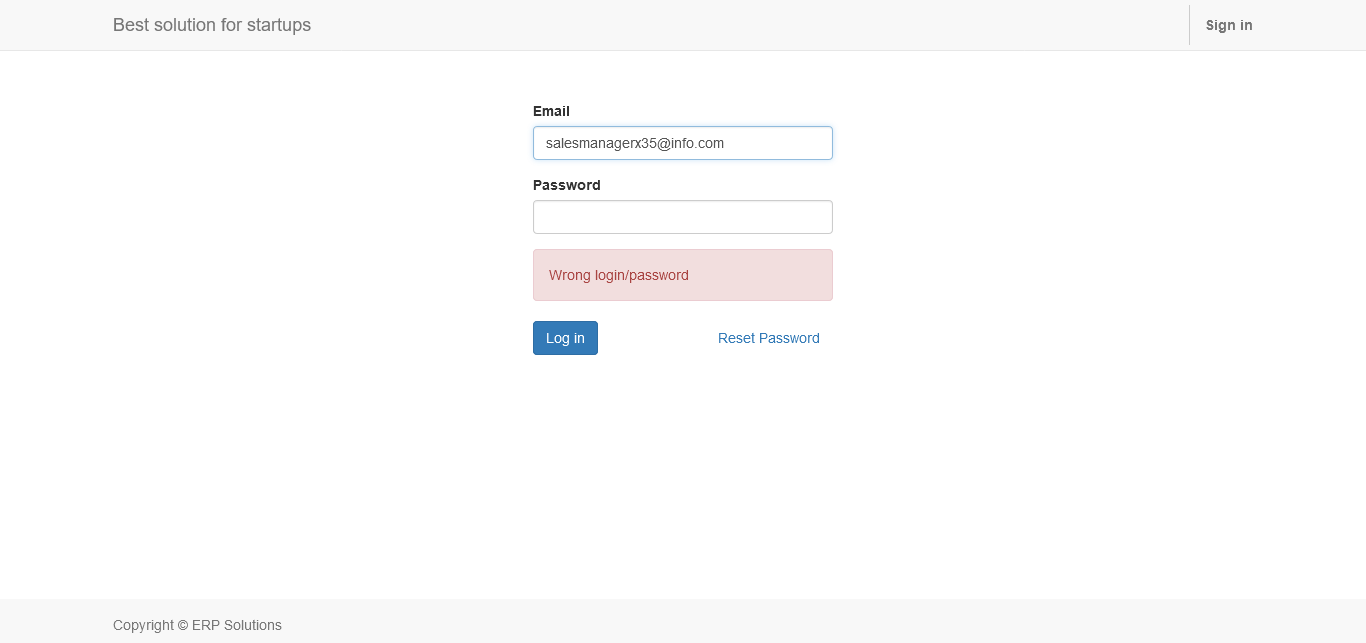 Best solution for startups
Sign in
Email
salesmanagerx35@info.com
Password
Wrong login/password
Log in
Reset Password
Copyright © ERP Solutions